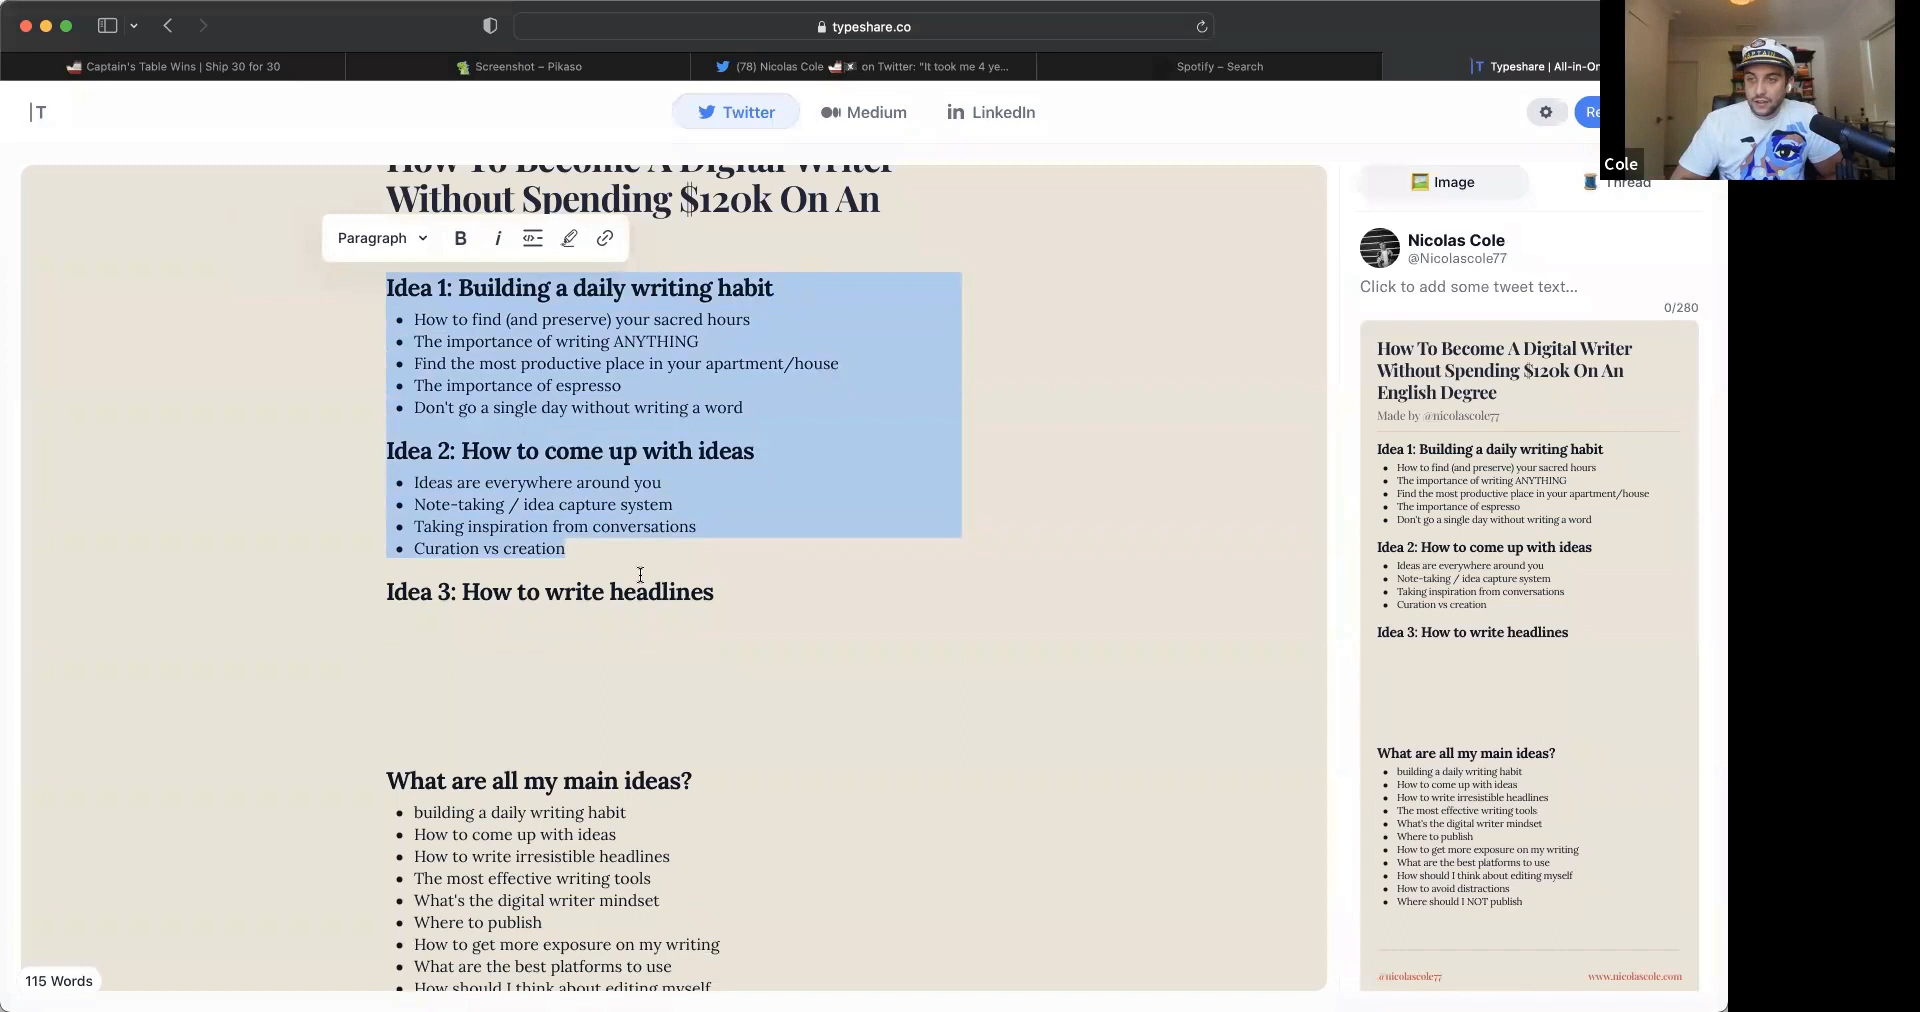 typeshare.co
Captain's Table Wins | Ship 30 for 30
Screenshot – Pikaso
(78) Nicolas Cole on Twitter: "It took me 4 ye...
Spotify – Search
Typeshare | All-in-On
|T
Twitter
Medium
LinkedIn
Re
Cole
How To Become A Digital Writer
Without Spending $120k On An
Paragraph
B
i
Idea 1: Building a daily writing habit
How to find (and preserve) your sacred hours
The importance of writing ANYTHING
Find the most productive place in your apartment/house
The importance of espresso
Don't go a single day without writing a word
Idea 2: How to come up with ideas
Ideas are everywhere around you
Note-taking / idea capture system
Taking inspiration from conversations
Curation vs creation
Idea 3: How to write headlines
What are all my main ideas?
building a daily writing habit
How to come up with ideas
How to write irresistible headlines
The most effective writing tools
What's the digital writer mindset
Where to publish
How to get more exposure on my writing
What are the best platforms to use
How should I think about editing myself
115 Words
Image
Thread
Nicolas Cole
@Nicolascole77
Click to add some tweet text...
0/280
How To Become A Digital Writer
Without Spending $120k On An
English Degree
Made by @nicolascole77
Idea 1: Building a daily writing habit
How to find (and preserve) your sacred hours
The importance of writing ANYTHING
Find the most productive place in your apartment/house
The importance of espresso
Don't go a single day without writing a word
Idea 2: How to come up with ideas
Ideas are everywhere around you
Note-taking / idea capture system
Taking inspiration from conversations
Curation vs creation
Idea 3: How to write headlines
What are all my main ideas?
building a daily writing habit
How to come up with ideas
How to write irresistible headlines
The most effective writing tools
What's the digital writer mindset
Where to publish
How to get more exposure on my writing
What are the best platforms to use
How should I think about editing myself
How to avoid distractions
Where should I NOT publish
@nicolascole77
www.nicolascole.com